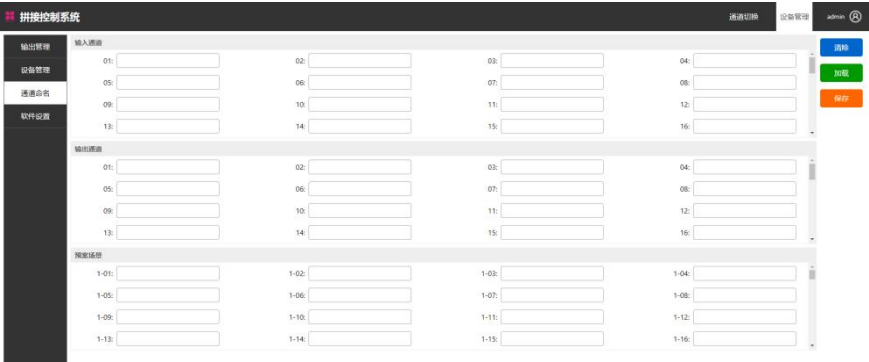 拼接控制系统 通道切换 设备管理 admin
输出管理
设备管理
通道命名
软件设置
输入通道
01: 02: 03: 04:
05: 06: 07: 08:
09: 10: 11: 12:
13: 14: 15: 16:
输出通道
01: 02: 03: 04:
05: 06: 07: 08:
09: 10: 11: 12:
13: 14: 15: 16:
预案场景
1-01: 1-02: 1-03: 1-04:
1-05: 1-06: 1-07: 1-08:
1-09: 1-10: 1-11: 1-12:
1-13: 1-14: 1-15: 1-16:
清除
加载
保存